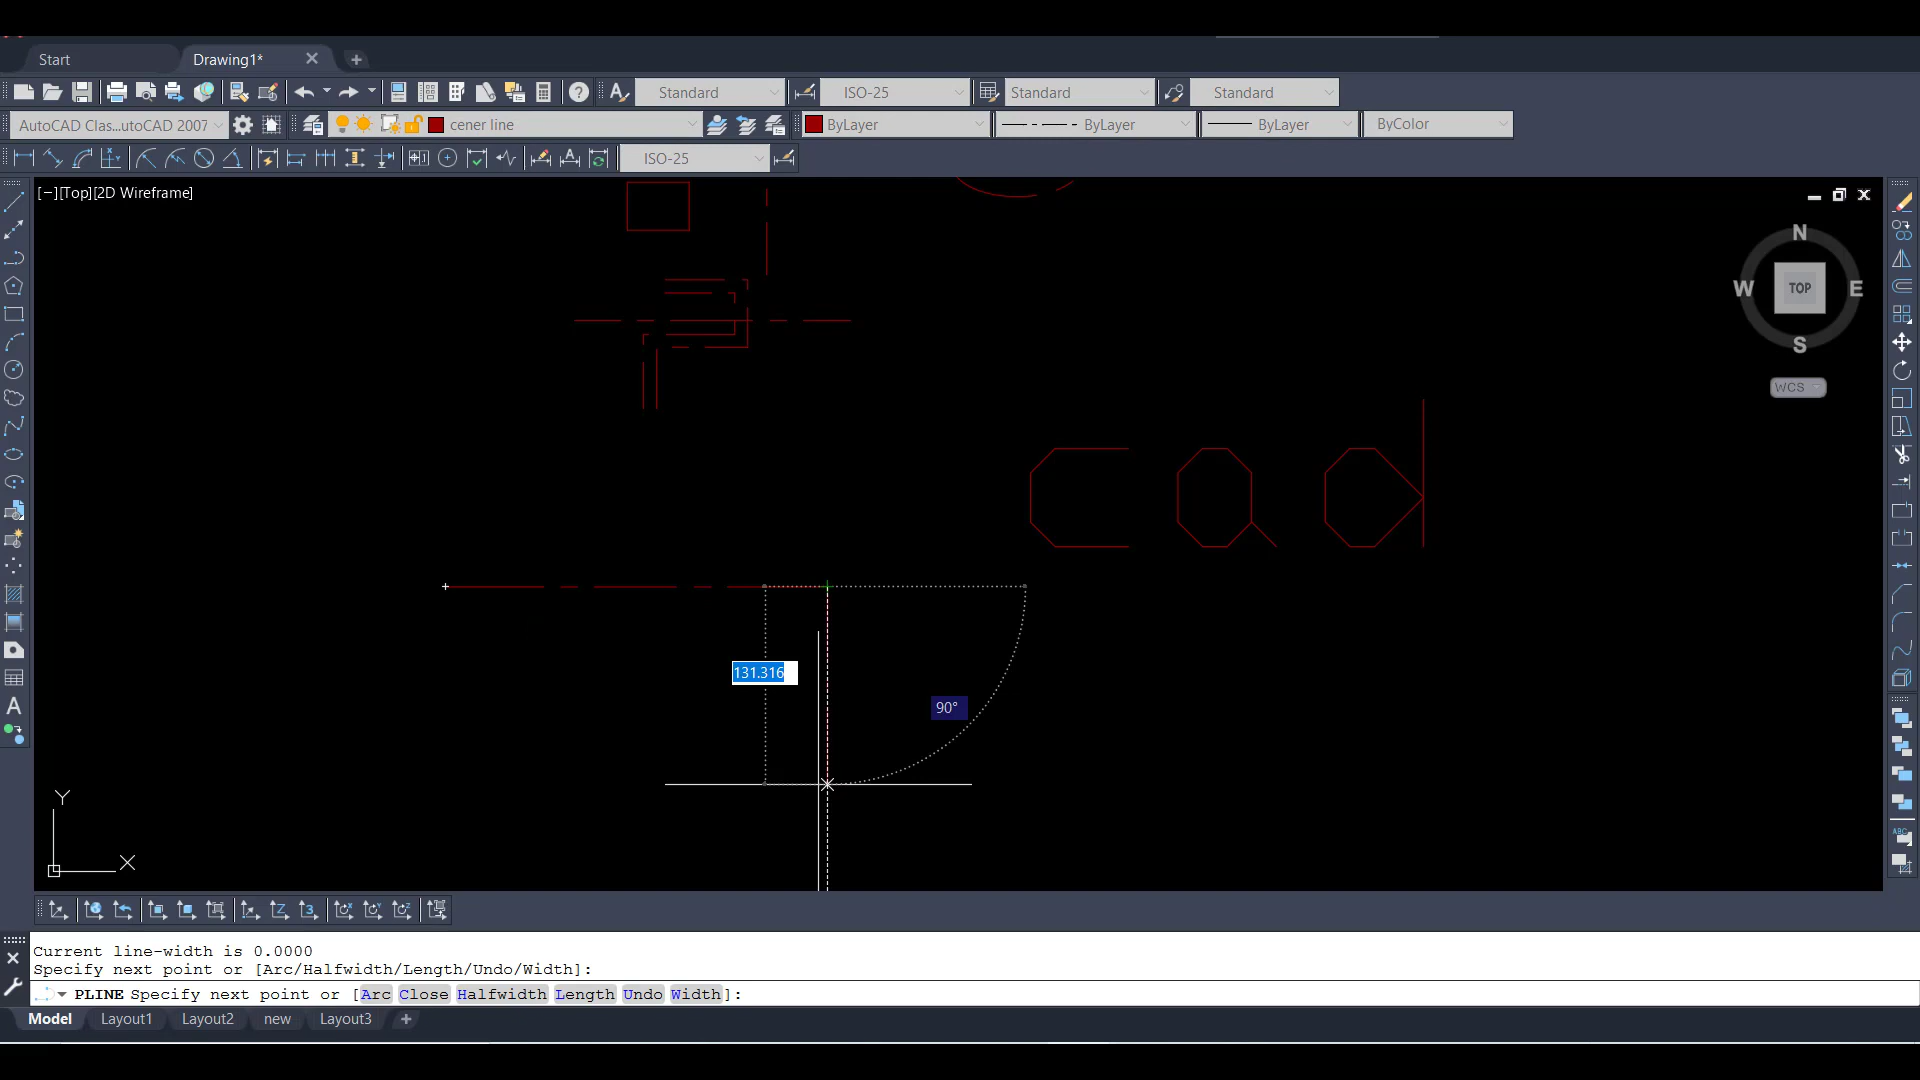 Start
Drawing1*
Standard
ISO-25
Standard
Standard
AutoCAD Clas...utoCAD 2007
cener line
ByLayer
ByLayer
ByLayer
ByColor
ISO-25
[−][Top][2D Wireframe]
N
W
TOP
E
S
WCS
cad
131.316
90°
Y
X
A
ABC
Current line-width is 0.0000
Specify next point or [Arc/Halfwidth/Length/Undo/Width]:
PLINE Specify next point or [Arc Close Halfwidth Length Undo Width]:
Model
Layout1
Layout2
new
Layout3